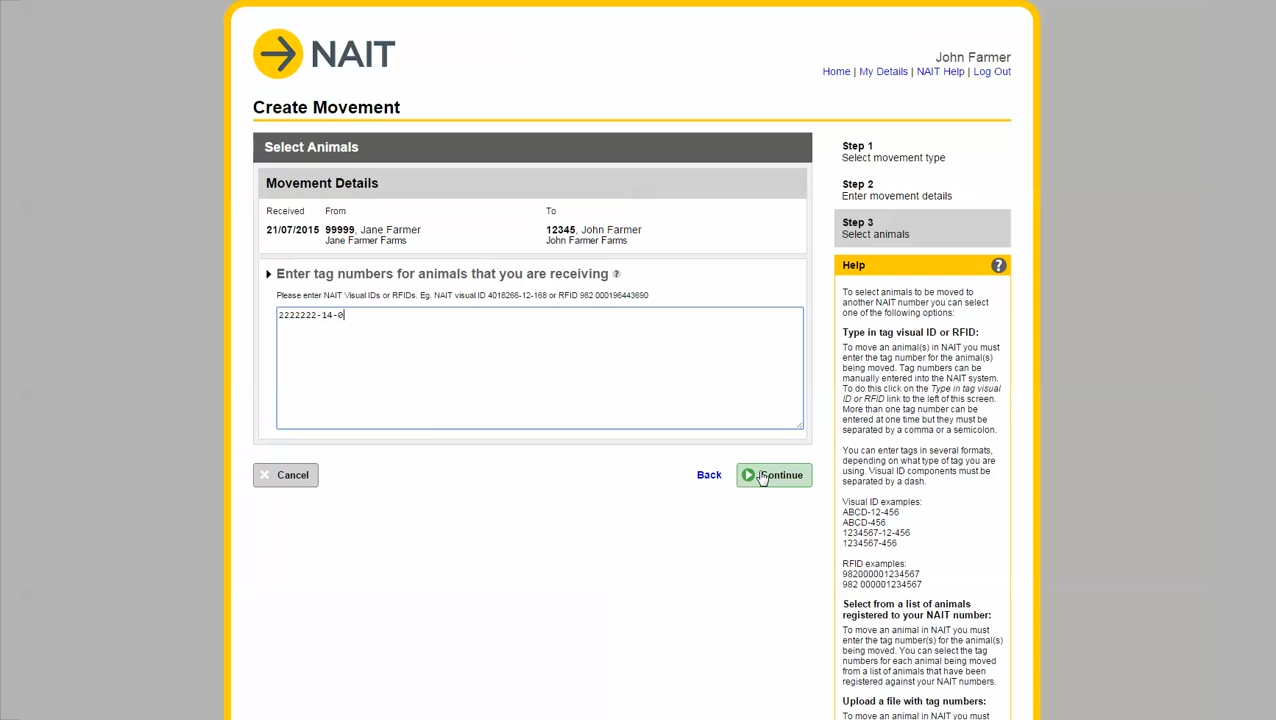 NAIT
John Farmer
Home | My Details | NAIT Help | Log Out
Create Movement
Select Animals
Movement Details
Received From To
21/07/2015 99999, Jane Farmer 12345, John Farmer
Jane Farmer Farms John Farmer Farms
Enter tag numbers for animals that you are receiving ?
Please enter NAIT Visual IDs or RFIDs. Eg. NAIT visual ID 4018266-12-168 or RFID 982 000196443690
2222222-14-0
Cancel
Back
Continue
Step 1
Select movement type
Step 2
Enter movement details
Step 3
Select animals
Help ?
To select animals to be moved to
another NAIT number you can select
one of the following options:
Type in tag visual ID or RFID:
To move an animal(s) in NAIT you must
enter the tag number for the animal(s)
being moved. Tag numbers can be
manually entered into the NAIT system.
To do this click on the Type in tag visual
ID or RFID link to the left of this screen.
More than one tag number can be
entered at one time but they must be
separated by a comma or a semicolon.
You can enter tags in several formats,
depending on what type of tag you are
using. Visual ID components must be
separated by a dash.
Visual ID examples:
ABCD-12-456
ABCD-456
1234567-12-456
1234567-456
RFID examples:
982000001234567
982 000001234567
Select from a list of animals
registered to your NAIT number:
To move an animal in NAIT you must
enter the tag number(s) for the animal(s)
being moved. You can select the tag
numbers for each animal being moved
from a list of animals that have been
registered against your NAIT numbers.
Upload a file with tag numbers:
To move an animal in NAIT you must